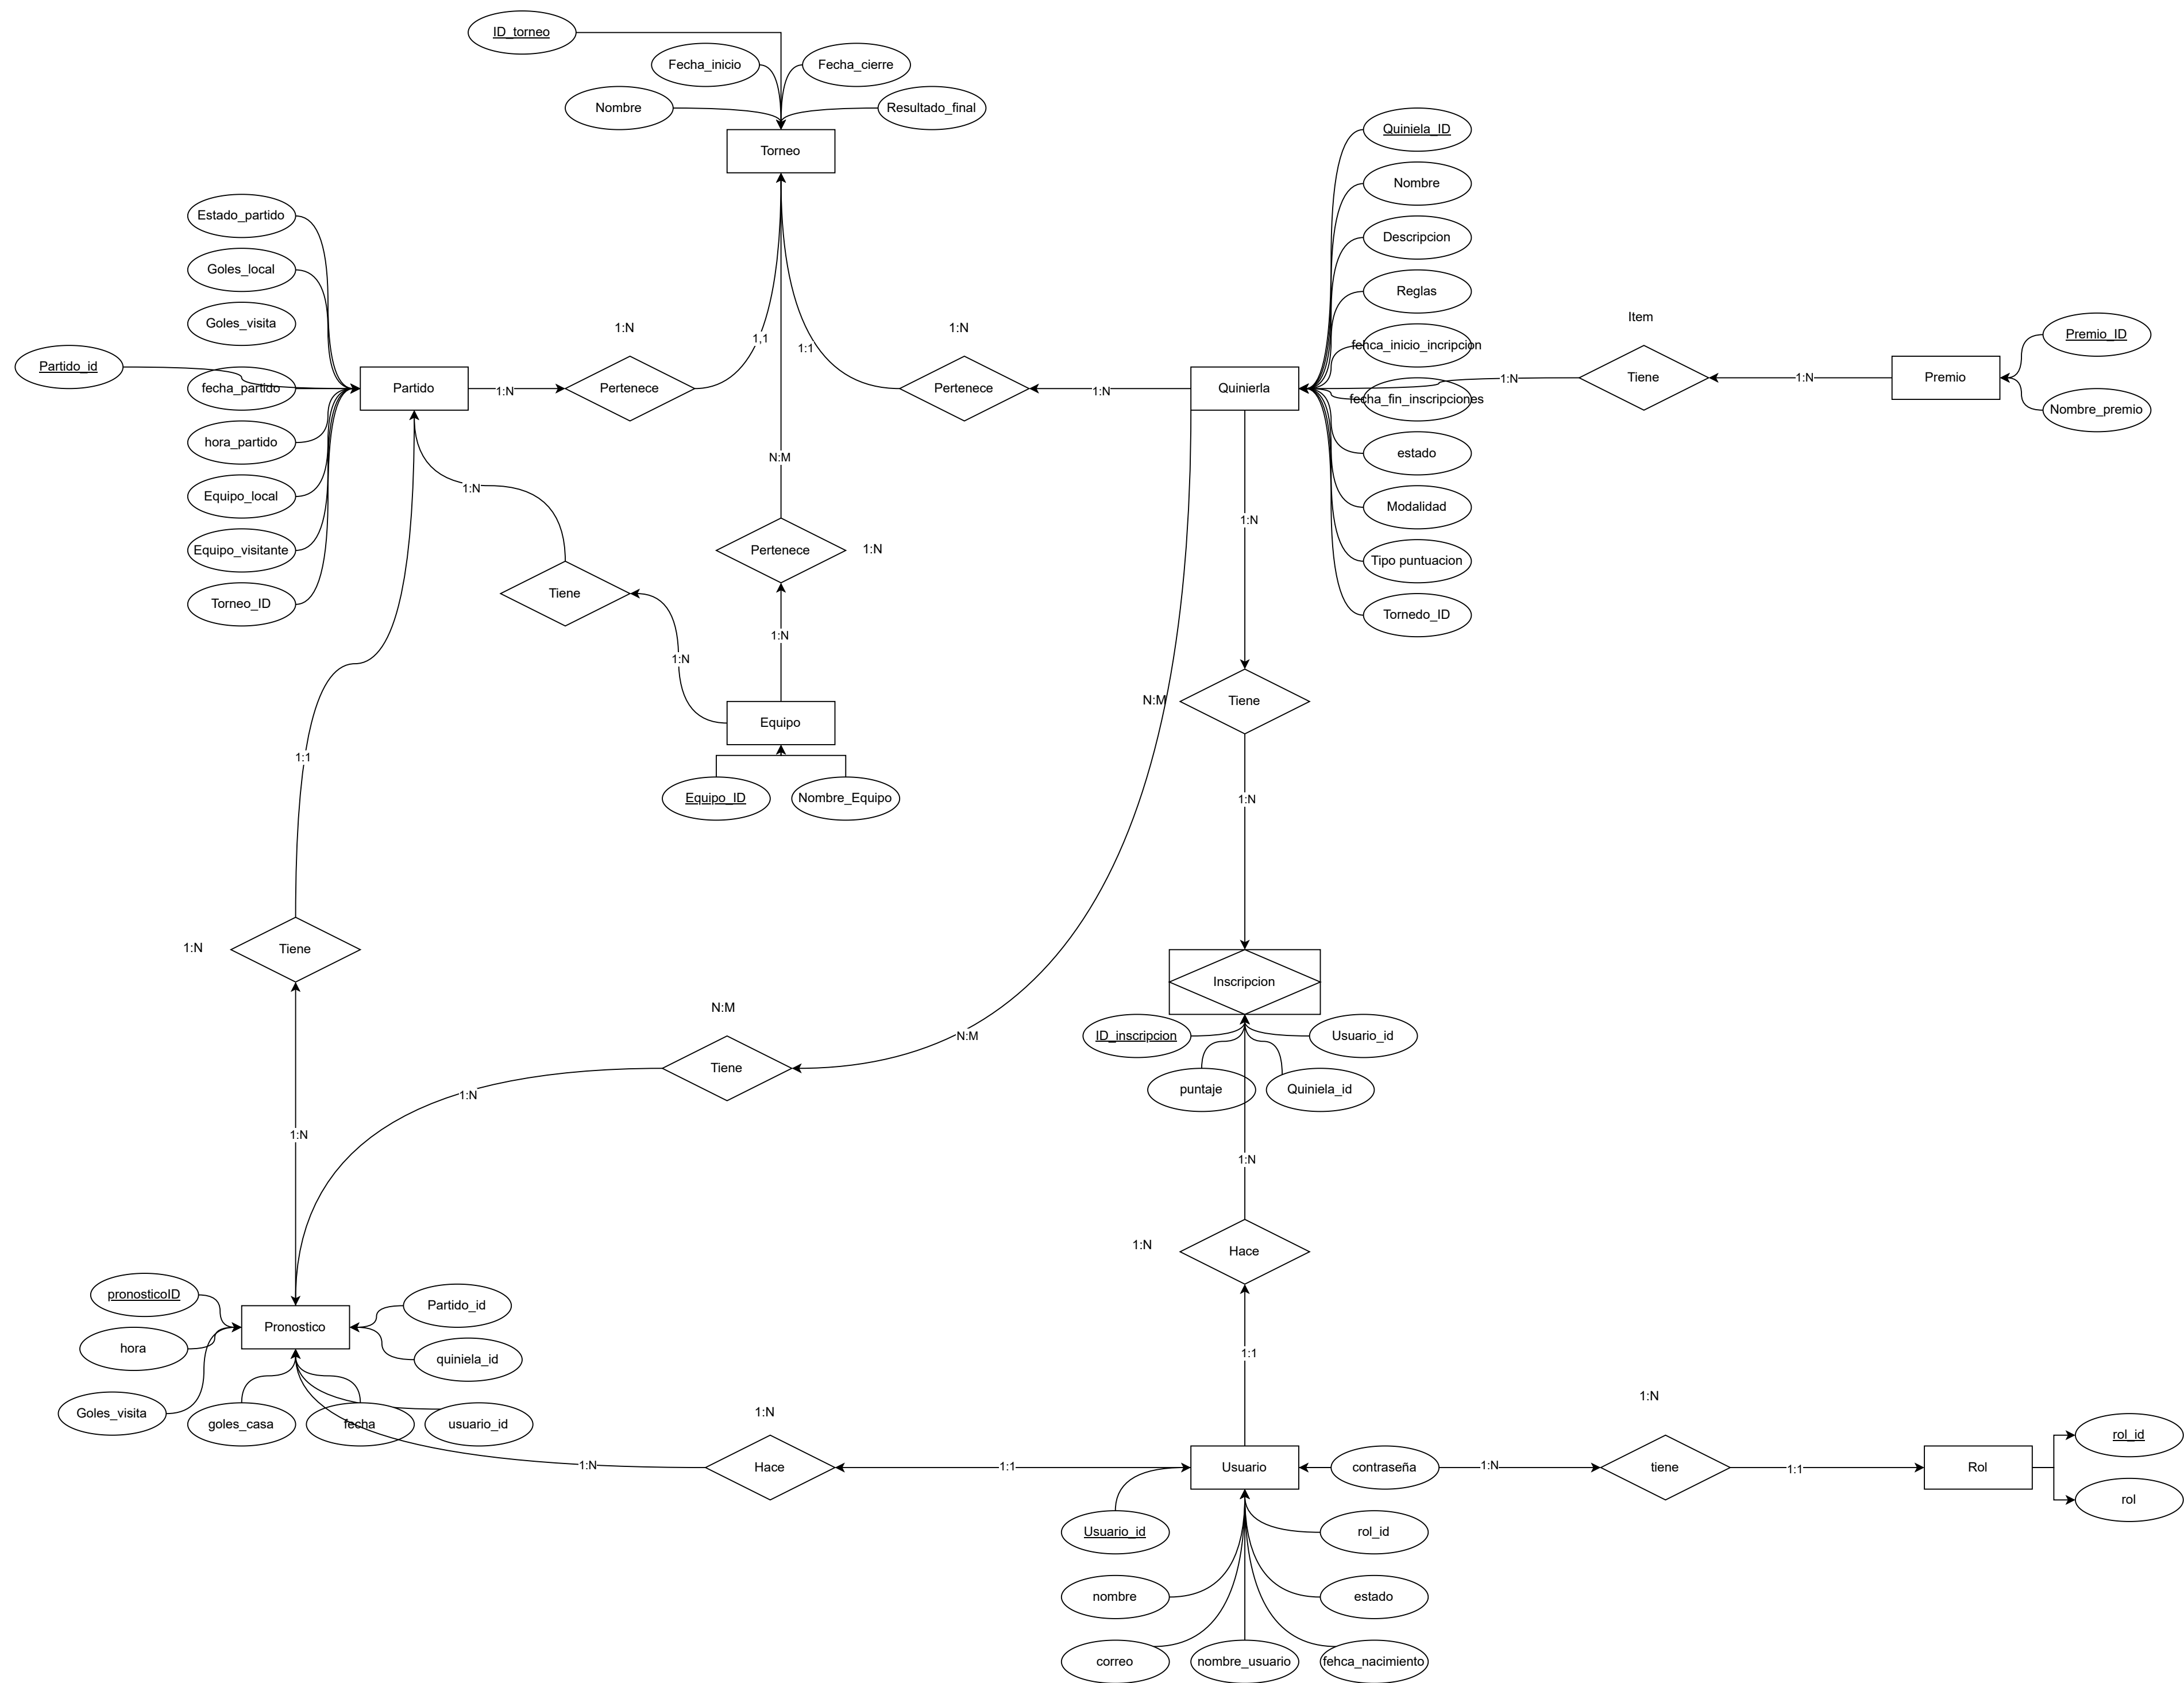 ID_torneo
Fecha_inicio
Fecha_cierre
Nombre
Resultado_final
Torneo
Quiniela_ID
Nombre
Descripcion
Reglas
fehca_inicio_incripcion
fecha_fin_inscripciones
estado
Modalidad
Tipo puntuacion
Tornedo_ID
Estado_partido
Goles_local
Goles_visita
Partido_id
fecha_partido
hora_partido
Equipo_local
Equipo_visitante
Torneo_ID
Partido
1:N
1:N
Pertenece
1,1
1:1
1:N
Pertenece
1:N
Quinierla
1:N
Item
Tiene
1:N
Premio
Premio_ID
Nombre_premio
N:M
Pertenece
1:N
1:N
1:N
Tiene
1:N
Equipo
Equipo_ID
Nombre_Equipo
1:N
N:M
Tiene
1:N
1:1
1:N
Tiene
1:N
Inscripcion
ID_inscripcion
Usuario_id
puntaje
Quiniela_id
N:M
N:M
Tiene
1:N
1:N
1:N
Hace
1:1
pronosticoID
hora
Goles_visita
goles_casa
fecha
usuario_id
Partido_id
quiniela_id
Pronostico
1:N
1:N
Hace
1:1
Usuario
contraseña
1:N
1:N
tiene
1:1
Rol
rol_id
rol
Usuario_id
rol_id
nombre
estado
correo
nombre_usuario
fehca_nacimiento